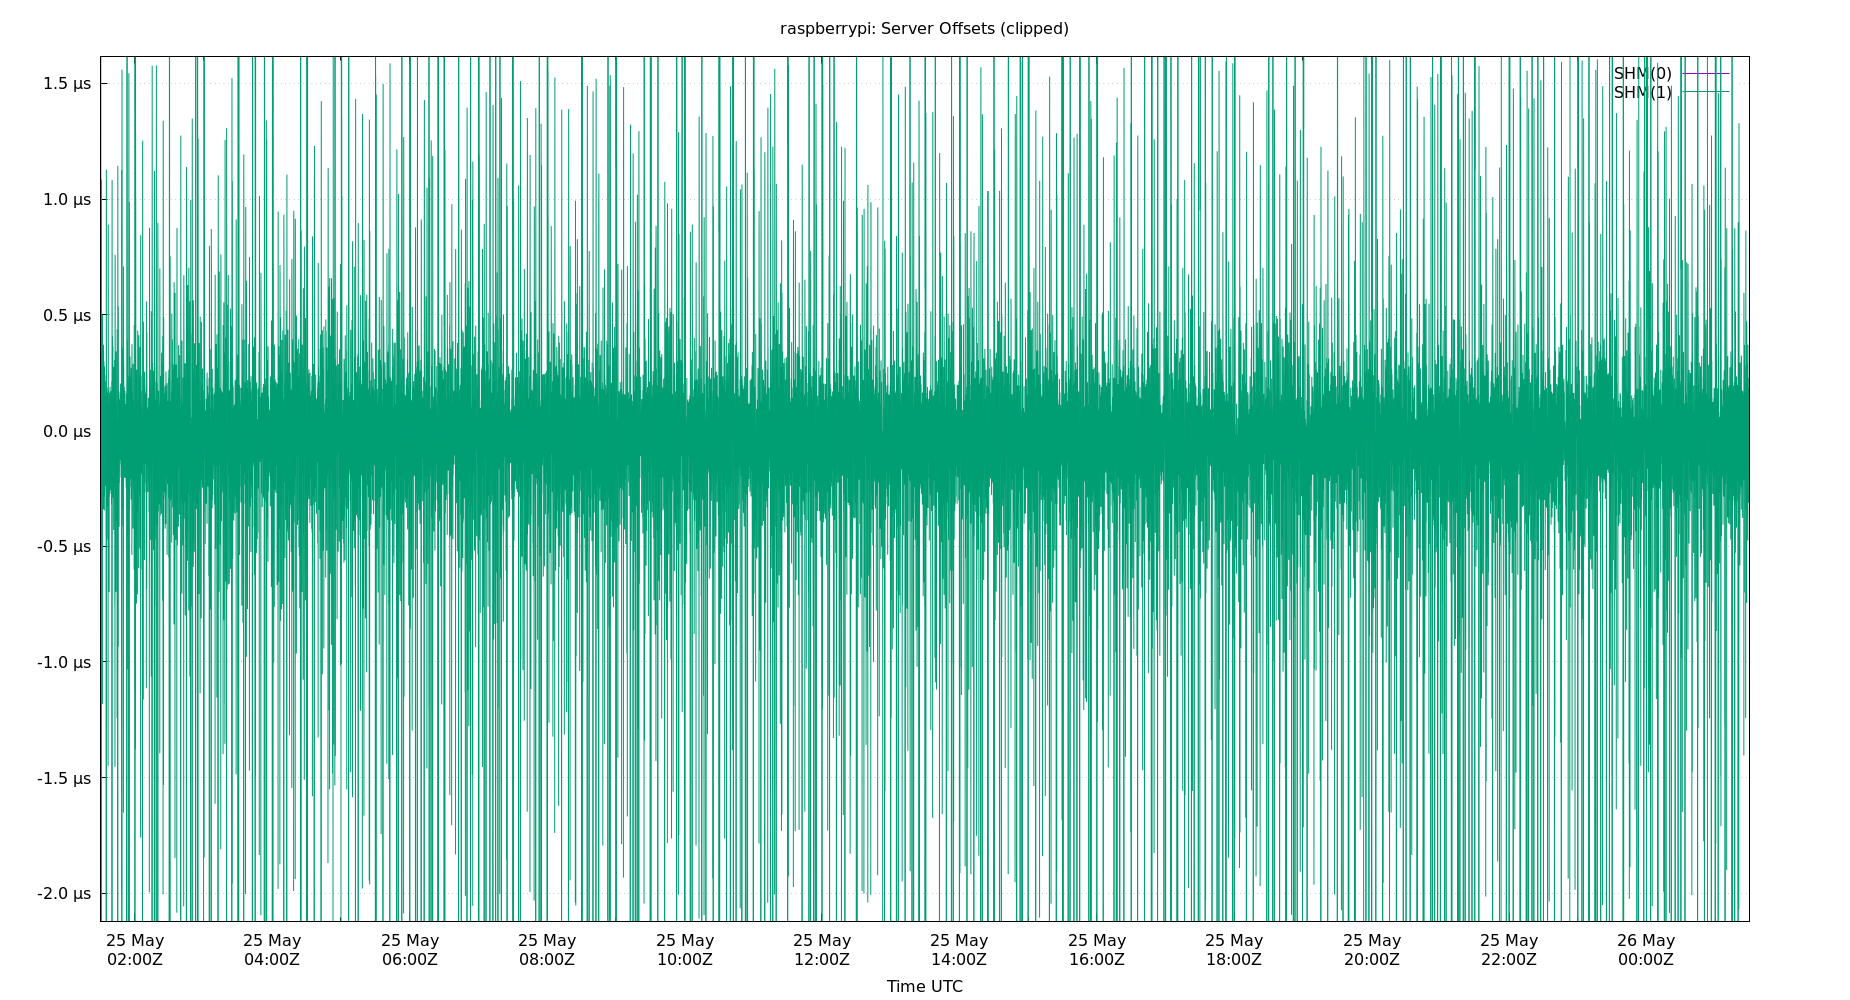 raspberrypi: Server Offsets (clipped)
SHM(0)
SHM(1)
1.5 µs
1.0 µs
0.5 µs
0.0 µs
-0.5 µs
-1.0 µs
-1.5 µs
-2.0 µs
25 May 25 May 25 May 25 May 25 May 25 May 25 May 25 May 25 May 25 May 25 May 26 May
02:00Z 04:00Z 06:00Z 08:00Z 10:00Z 12:00Z 14:00Z 16:00Z 18:00Z 20:00Z 22:00Z 00:00Z
Time UTC